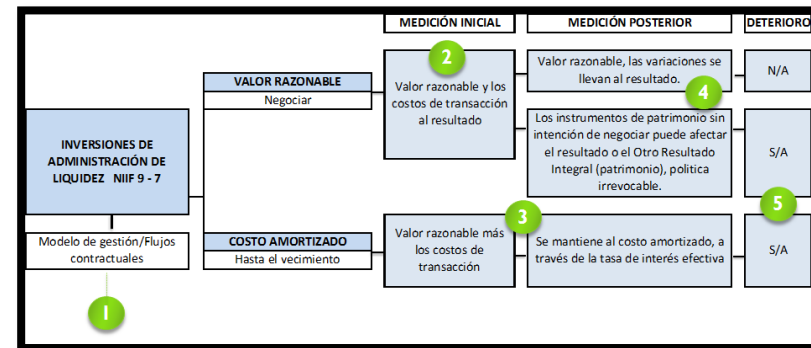 MEDICIÓN INICIAL
MEDICIÓN POSTERIOR
DETERIORO
2
VALOR RAZONABLE
Negociar
Valor razonable y los
costos de transacción
al resultado
Valor razonable, las variaciones se
llevan al resultado.
4
N/A
INVERSIONES DE
ADMINISTRACIÓN DE
LIQUIDEZ NIIF 9 - 7
Los instrumentos de patrimonio sin
intención de negociar puede afectar
el resultado o el Otro Resultado
Integral (patrimonio), politica
irrevocable.
S/A
5
Modelo de gestión/Flujos
contractuales
1
COSTO AMORTIZADO
Hasta el vecimiento
Valor razonable más
los costos de
transacción
3
Se mantiene al costo amortizado, a
través de la tasa de interés efectiva
S/A